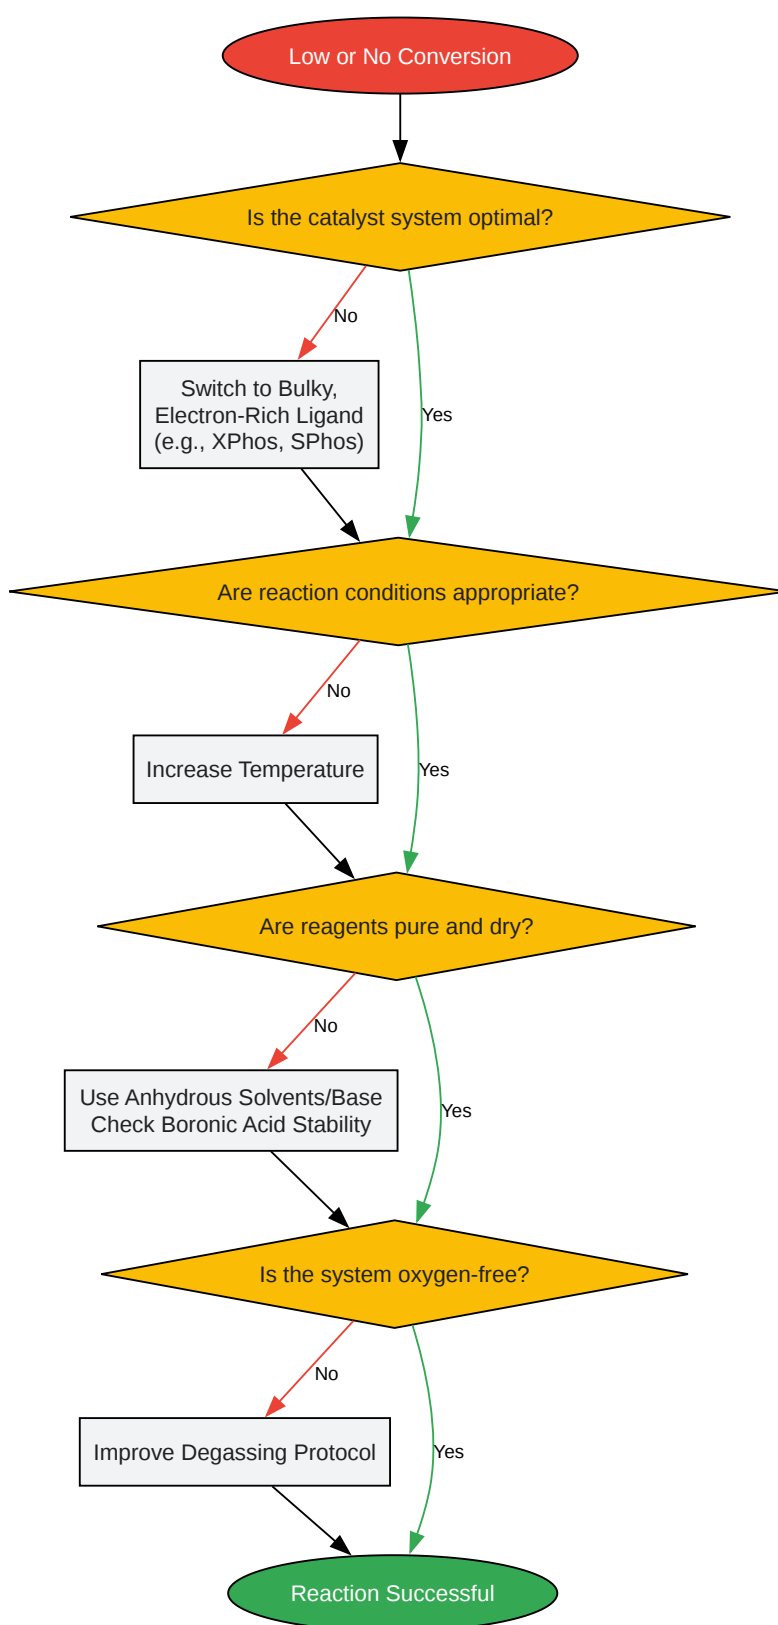 Low or No Conversion
Is the catalyst system optimal?
No
Switch to Bulky,
Electron-Rich Ligand
(e.g., XPhos, SPhos)
Yes
Are reaction conditions appropriate?
No
Increase Temperature
Yes
Are reagents pure and dry?
No
Use Anhydrous Solvents/Base
Check Boronic Acid Stability
Yes
Is the system oxygen-free?
No
Improve Degassing Protocol
Yes
Reaction Successful